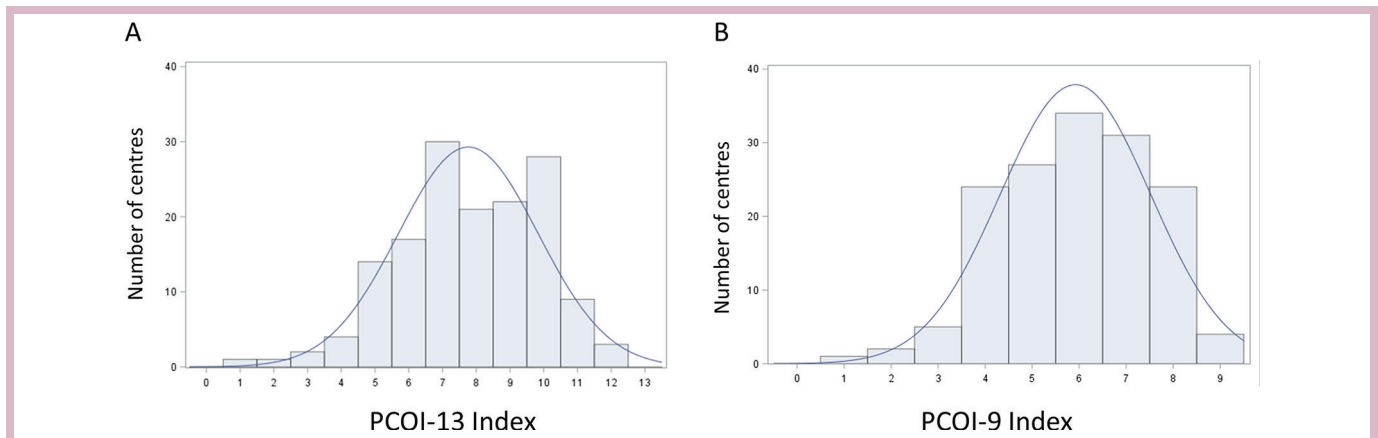 A
Number of centres
40
30
20
10
0
0 1 2 3 4 5 6 7 8 9 10 11 12 13
PCOI-13 Index
B
Number of centres
40
30
20
10
0
0 1 2 3 4 5 6 7 8 9
PCOI-9 Index